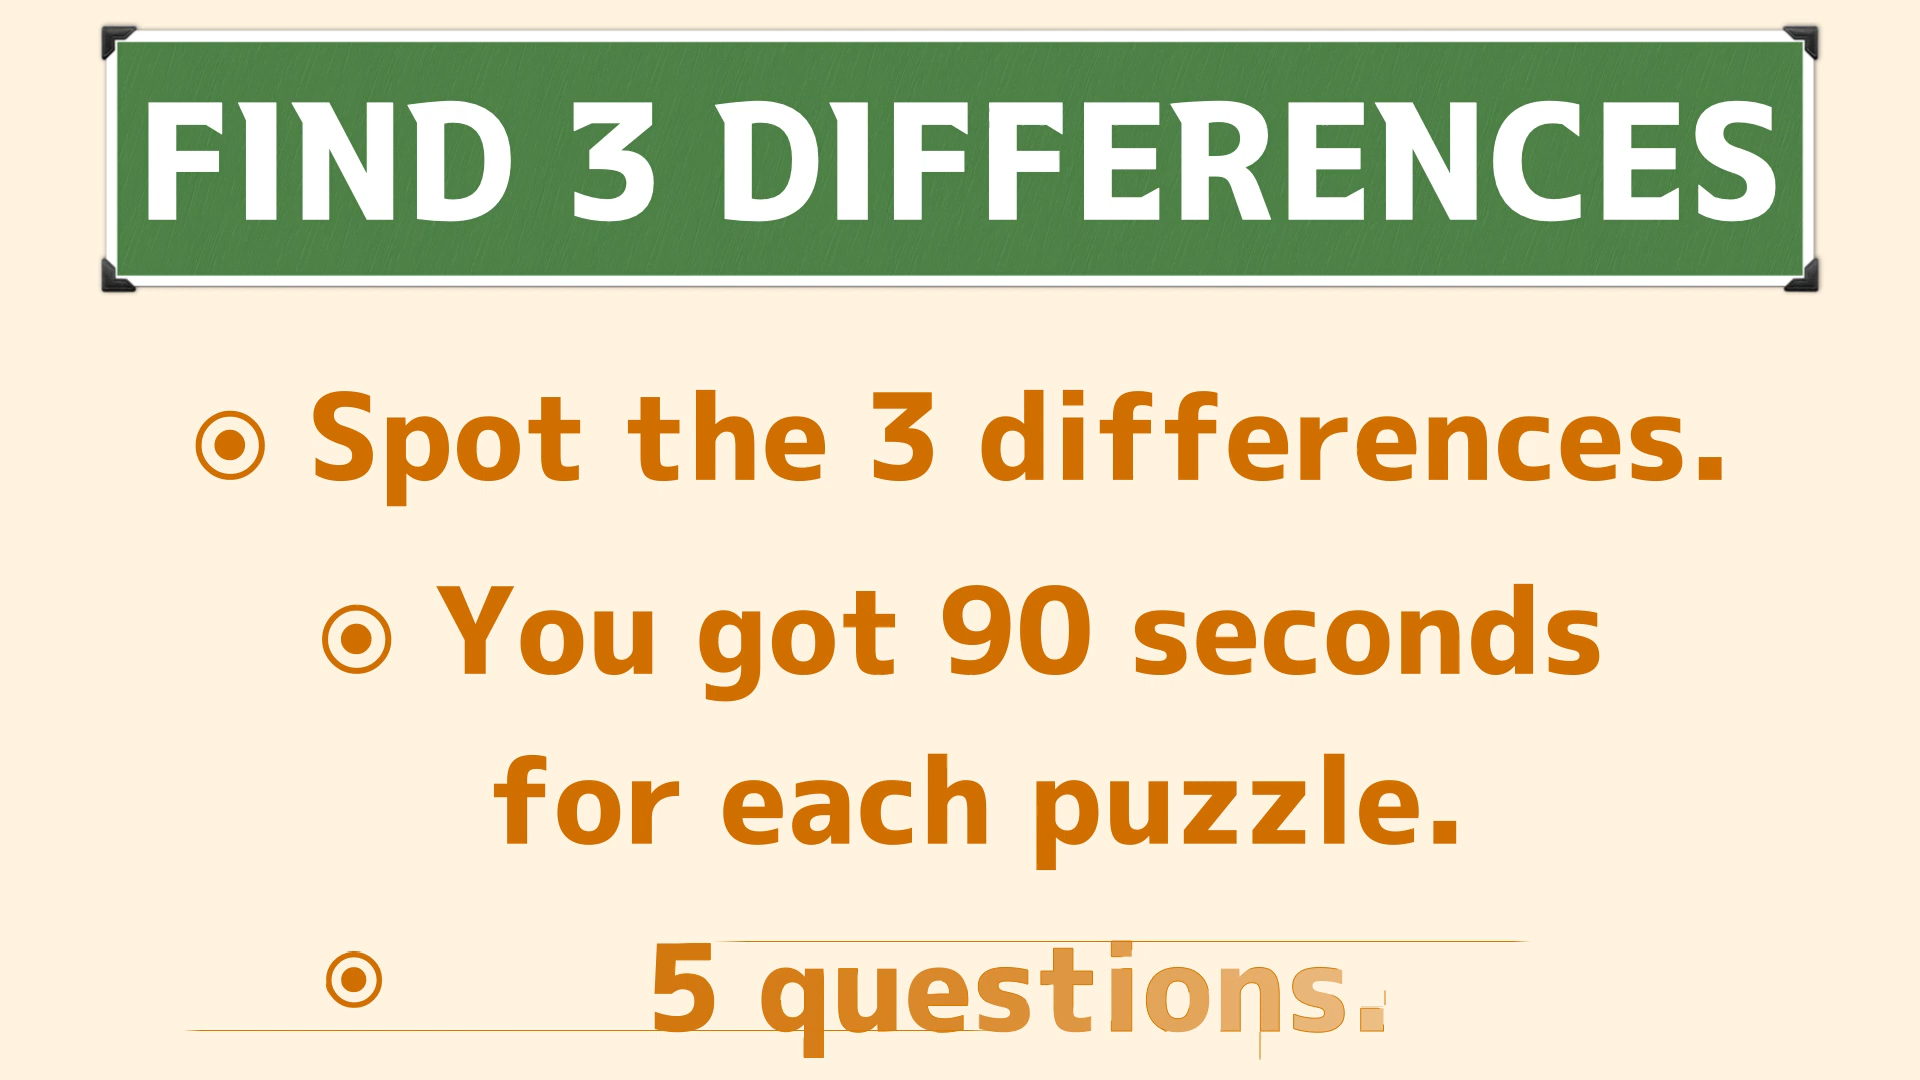 FIND 3 DIFFERENCES
◉ Spot the 3 differences.
◉ You got 90 seconds
for each puzzle.
◉ 5 questions.